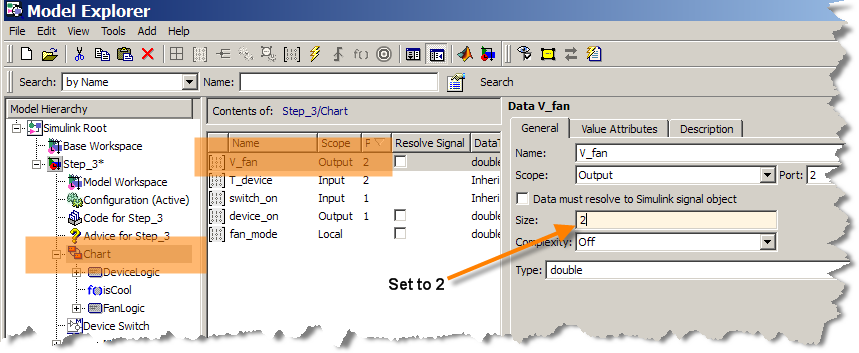 Model Explorer
File Edit View Tools Add Help
Search: by Name Name: Search
Model Hierarchy
Simulink Root
Base Workspace
Step_3*
Model Workspace
Configuration (Active)
Code for Step_3
Advice for Step_3
Chart
DeviceLogic
f()isCool
FanLogic
Device Switch
Contents of: Step_3/Chart
Name Scope P Resolve Signal DataT
V_fan Output 2 double
T_device Input 2 Inheri
switch_on Input 1 Inheri
device_on Output 1 double
fan_mode Local double
Data V_fan
General Value Attributes Description
Name: V_fan
Scope: Output Port: 2
Data must resolve to Simulink signal object
Size: 2
Complexity: Off
Type: double
Set to 2